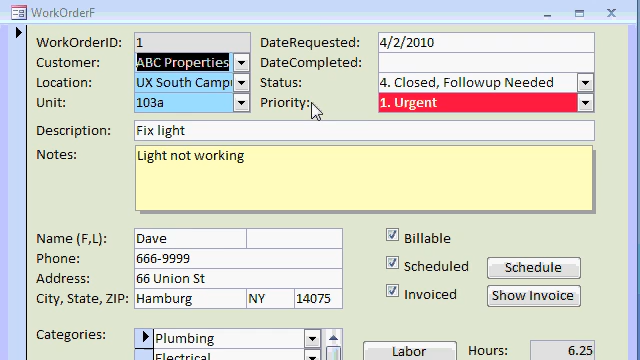 WorkOrderF
WorkOrderID: 1 DateRequested: 4/2/2010
Customer: ABC Properties DateCompleted:
Location: UX South Camp Status: 4. Closed, Followup Needed
Unit: 103a Priority: 1. Urgent
Description: Fix light
Notes: Light not working
Name (F,L): Dave Billable
Phone: 666-9999
Address: 66 Union St Scheduled Schedule
City, State, ZIP: Hamburg NY 14075 Invoiced Show Invoice
Categories: Plumbing
Electrical Labor Hours: 6.25